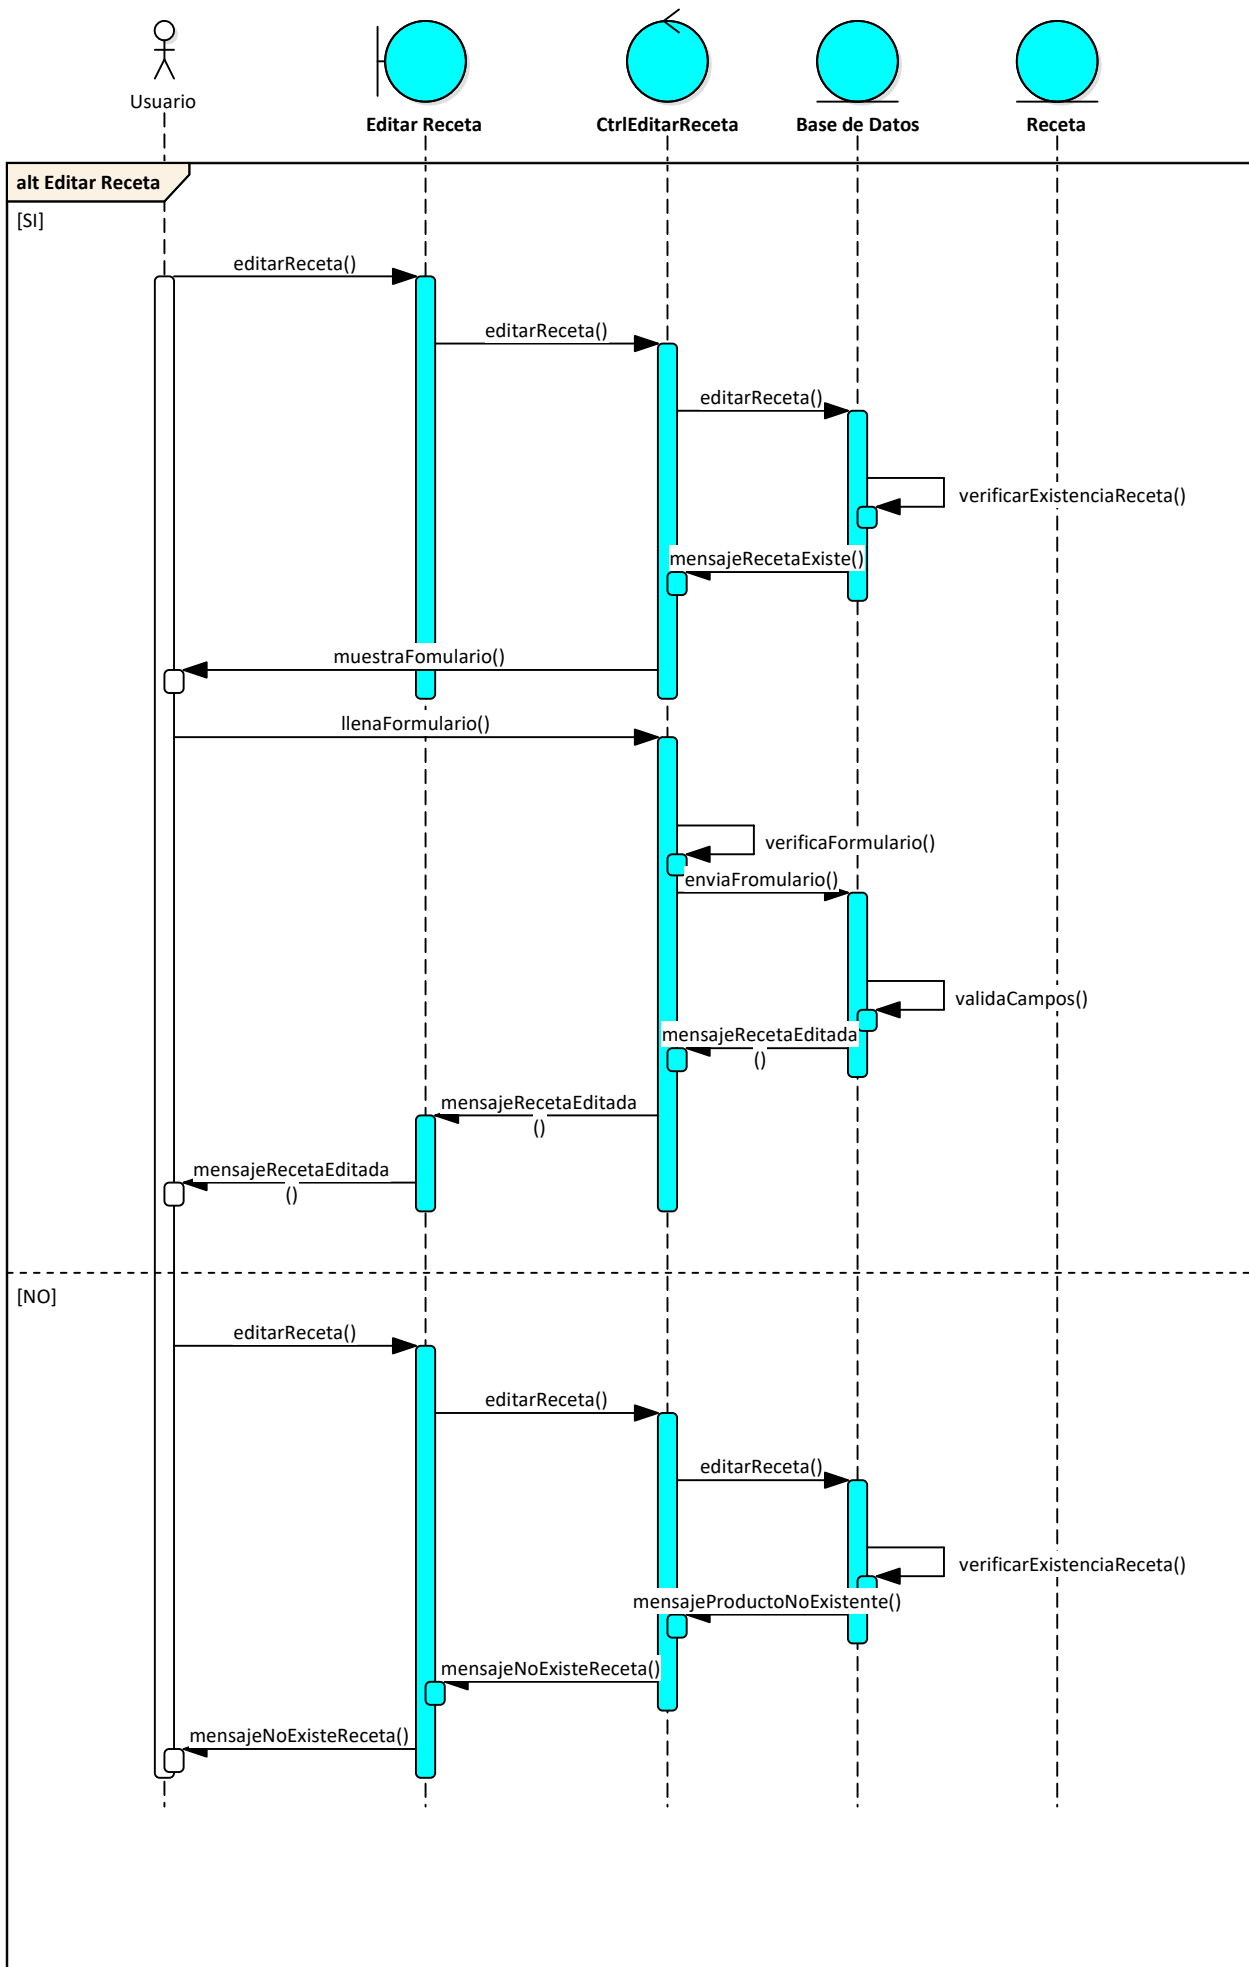 Usuario
Editar Receta
CtrlEditarReceta
Base de Datos
Receta
alt Editar Receta
[SI]
editarReceta()
editarReceta()
editarReceta()
verificarExistenciaReceta()
mensajeRecetaExiste()
muestraFomulario()
llenaFormulario()
verificaFormulario()
enviaFromulario()
validaCampos()
mensajeRecetaEditada
()
mensajeRecetaEditada
()
mensajeRecetaEditada
()
[NO]
editarReceta()
editarReceta()
editarReceta()
verificarExistenciaReceta()
mensajeProductoNoExistente()
mensajeNoExisteReceta()
mensajeNoExisteReceta()